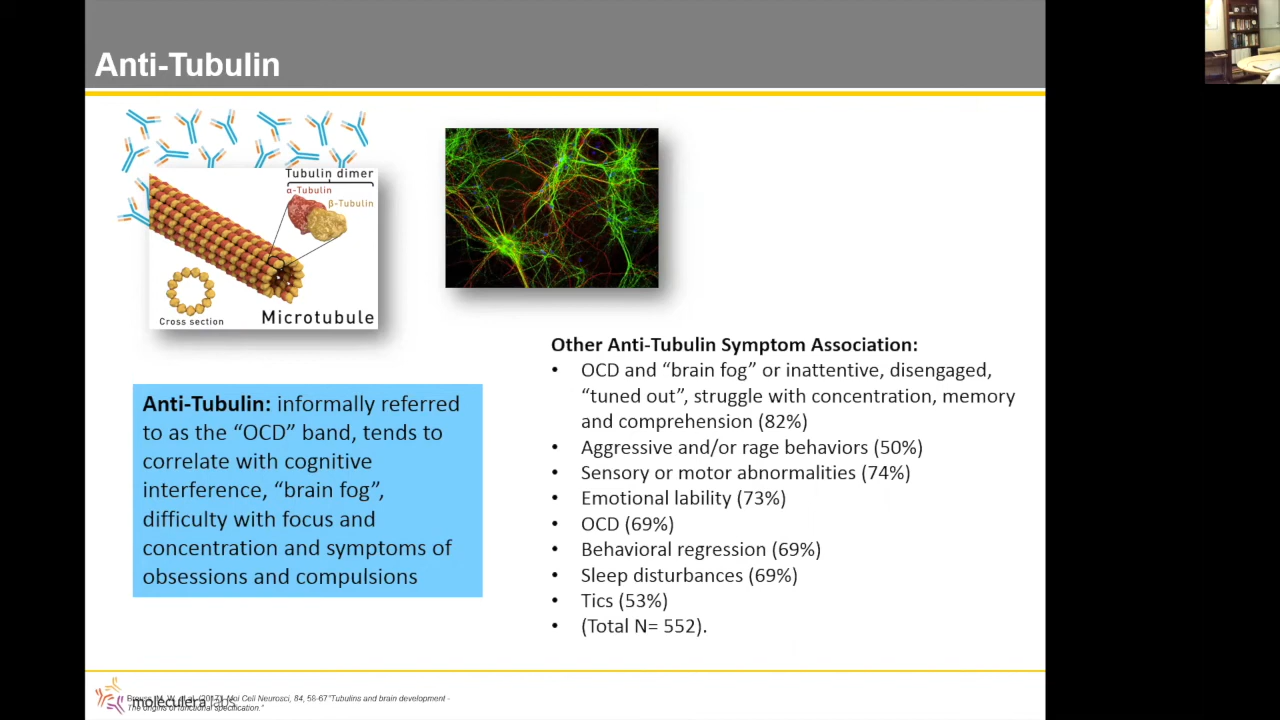 Anti-Tubulin
Tubulin dimer
α-Tubulin
β-Tubulin
Cross section
Microtubule
Anti-Tubulin: informally referred
to as the “OCD” band, tends to
correlate with cognitive
interference, “brain fog”,
difficulty with focus and
concentration and symptoms of
obsessions and compulsions
Other Anti-Tubulin Symptom Association:
• OCD and “brain fog” or inattentive, disengaged,
“tuned out”, struggle with concentration, memory
and comprehension (82%)
• Aggressive and/or rage behaviors (50%)
• Sensory or motor abnormalities (74%)
• Emotional lability (73%)
• OCD (69%)
• Behavioral regression (69%)
• Sleep disturbances (69%)
• Tics (53%)
• (Total N= 552).
Mol Cell Neurosci, 84, 58-67 "Tubulins and brain development -
The origins of functional specification."
moleculera labs